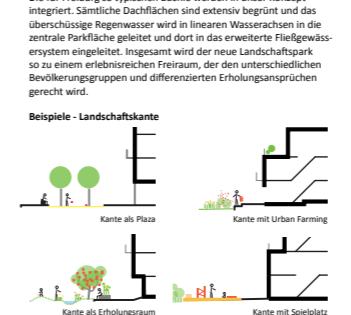 integriert. Sämtliche Dachflächen sind extensiv begrünt und das
überschüssige Regenwasser wird in linearen Wasserachsen in die
zentrale Parkfläche geleitet und dort in das erweiterte Fließgewäss-
ersystem eingeleitet. Insgesamt wird der neue Landschaftspark
so zu einem erlebnisreichen Freiraum, der den unterschiedlichen
Bevölkerungsgruppen und differenzierten Erholungsansprüchen
gerecht wird.
Beispiele - Landschaftskante
Kante als Plaza
Kante mit Urban Farming
Kante als Erholungsraum
Kante mit Spielplatz